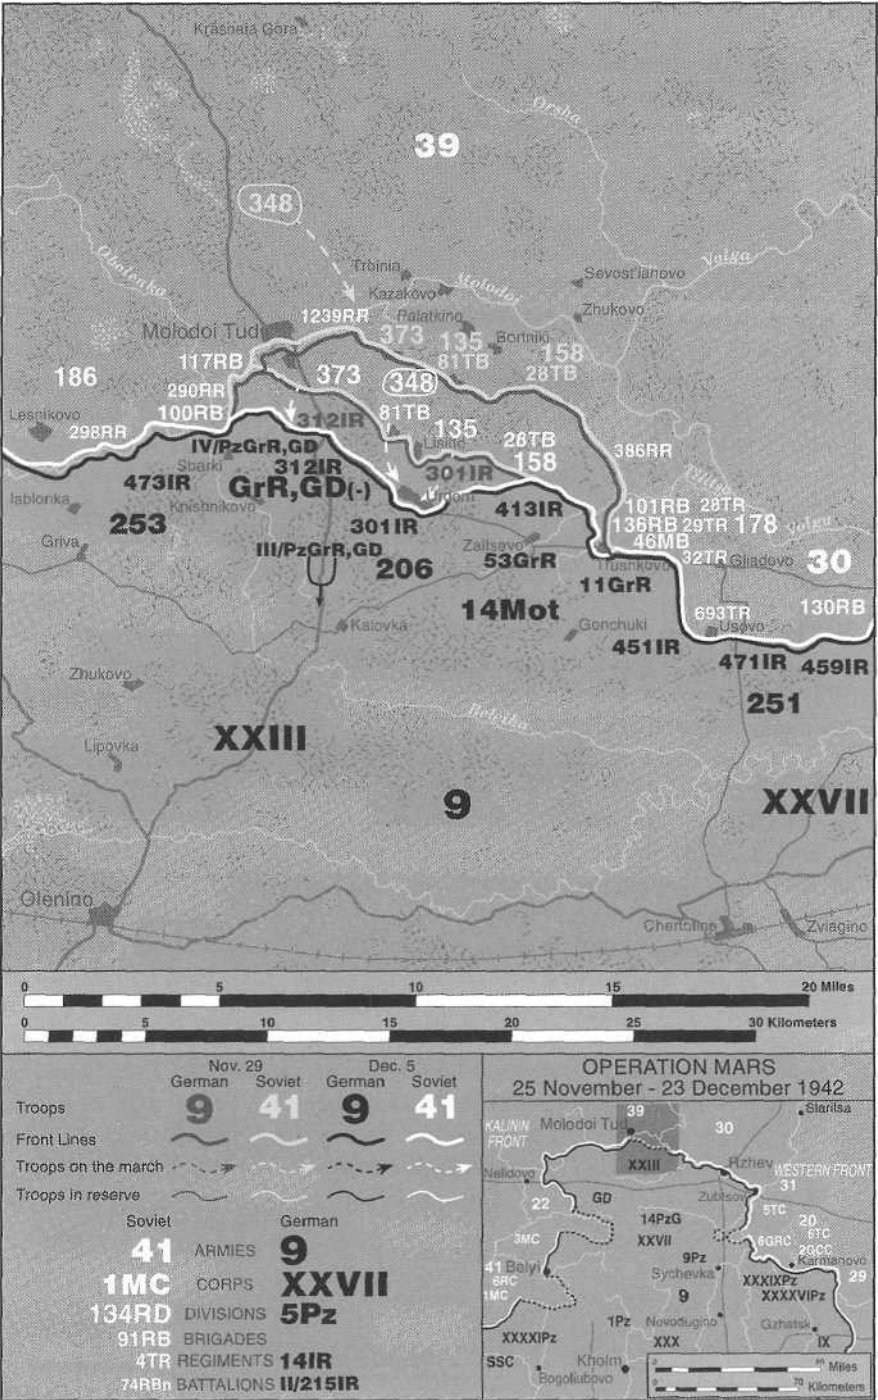 Krasnaia Gora
Orsha
39
348
Obolenka
Volga
Troinia
Molodoi
Sevost'ianovo
Kazakovo
1239RR
Palatkino
Zhukovo
Molodoi Tud
373
135
Bortniki
81TB
158
28TB
117RB
186
373
348
290RR
Lesnikovo
100RB
312IR
81TB
135
298RR
28TB
386RR
IV/PzGrR,GD
Lisino
158
Sbarki
312IR
301IR
473IR
GrR,GD(-)
Urdom
Iablonka
Knishnikovo
413IR
101RB 28TR
253
301IR
136RB 29TR 178
Volga
Griva
III/PzGrR,GD
Zaitsevo
46MB
206
53GrR
32TR
Gliadovo
30
Trushkovo
11GrR
14Mot
693TR
130RB
Kalovka
Gonchuki
Usovo
451IR
471IR
459IR
Zhukovo
251
XXIII
Lipovka
9
XXVII
Olenino
Chertolino
Zviagino
0 5 10 15 20 Miles
0 5 10 15 20 25 30 Kilometers
Nov. 29 Dec. 5
German Soviet German Soviet
Troops 9 41 9 41
Front Lines
Troops on the march
Troops in reserve
Soviet German
41 ARMIES 9
1MC CORPS XXVII
134RD DIVISIONS 5Pz
91RB BRIGADES
4TR REGIMENTS 14IR
74RBn BATTALIONS II/215IR
OPERATION MARS
25 November - 23 December 1942
39
Staritsa
KALININ
FRONT
Molodoi Tud
30
XXIII
Rzhev
WESTERN FRONT
Nelidovo
31
22
GD
Zubtsov
5TC
14PzG
20
6TC
3MC
XXVII
6GRC
2GCC
9Pz
Karmanovo
41 Belyi
Sychevka
29
6RC
XXXIXPz
1MC
9
XXXXVIPz
1Pz
Novodugino
Gzhatsk
XXXXIPz
XXX
IX
SSC
Kholm
Bogoliubovo
Miles
0 70
Kilometers